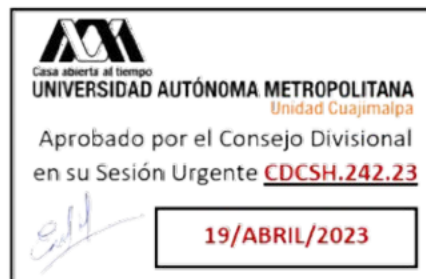 Casa abierta al tiempo
UNIVERSIDAD AUTÓNOMA METROPOLITANA
Unidad Cuajimalpa
Aprobado por el Consejo Divisional
en su Sesión Urgente CDCSH.242.23
19/ABRIL/2023